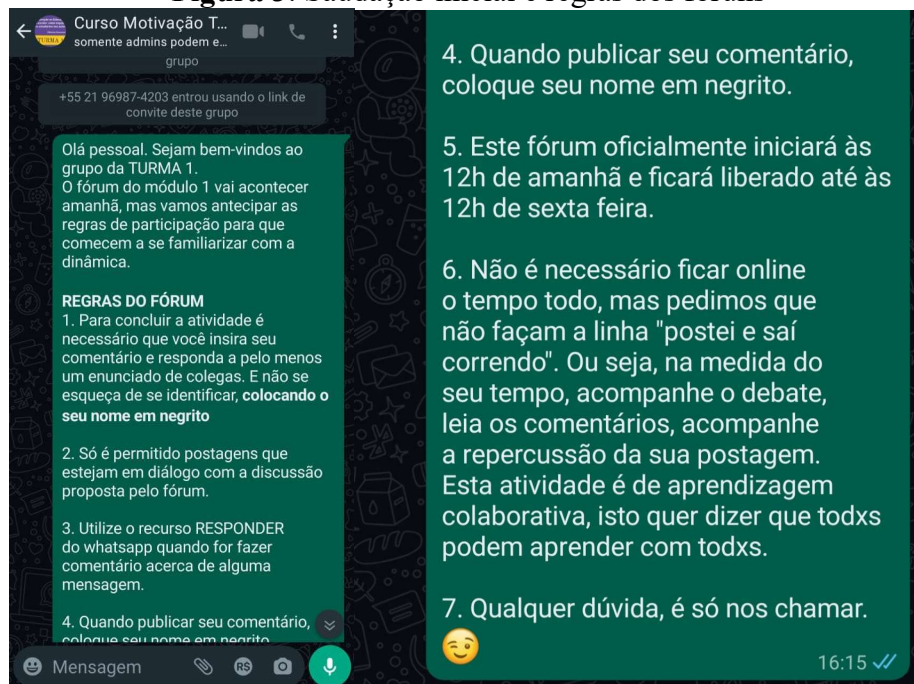 Curso Motivação T...
somente admins podem e...
grupo
+55 21 96987-4203 entrou usando o link de
convite deste grupo
Olá pessoal. Sejam bem-vindos ao
grupo da TURMA 1.
O fórum do módulo 1 vai acontecer
amanhã, mas vamos antecipar as
regras de participação para que
comecem a se familiarizar com a
dinâmica.
REGRAS DO FÓRUM
1. Para concluir a atividade é
necessário que você insira seu
comentário e responda a pelo menos
um enunciado de colegas. E não se
esqueça de se identificar, colocando o
seu nome em negrito
2. Só é permitido postagens que
estejam em diálogo com a discussão
proposta pelo fórum.
3. Utilize o recurso RESPONDER
do whatsapp quando for fazer
comentário acerca de alguma
mensagem.
4. Quando publicar seu comentário,
coloque seu nome em negrito
Mensagem
R$
4. Quando publicar seu comentário,
coloque seu nome em negrito.
5. Este fórum oficialmente iniciará às
12h de amanhã e ficará liberado até às
12h de sexta feira.
6. Não é necessário ficar online
o tempo todo, mas pedimos que
não façam a linha "postei e saí
correndo". Ou seja, na medida do
seu tempo, acompanhe o debate,
leia os comentários, acompanhe
a repercussão da sua postagem.
Esta atividade é de aprendizagem
colaborativa, isto quer dizer que todxs
podem aprender com todxs.
7. Qualquer dúvida, é só nos chamar.
16:15